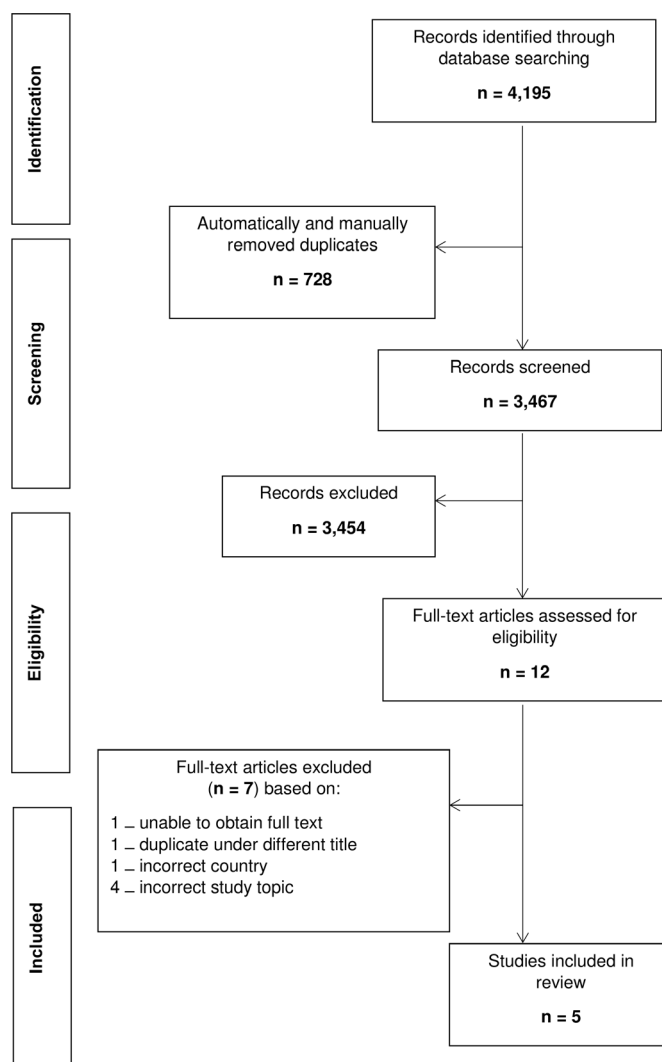 Identification
Records identified through
database searching
n = 4,195
Automatically and manually
removed duplicates
n = 728
Screening
Records screened
n = 3,467
Records excluded
n = 3,454
Eligibility
Full-text articles assessed for
eligibility
n = 12
Full-text articles excluded
(n = 7) based on:
1 – unable to obtain full text
1 – duplicate under different title
1 – incorrect country
4 – incorrect study topic
Included
Studies included in
review
n = 5